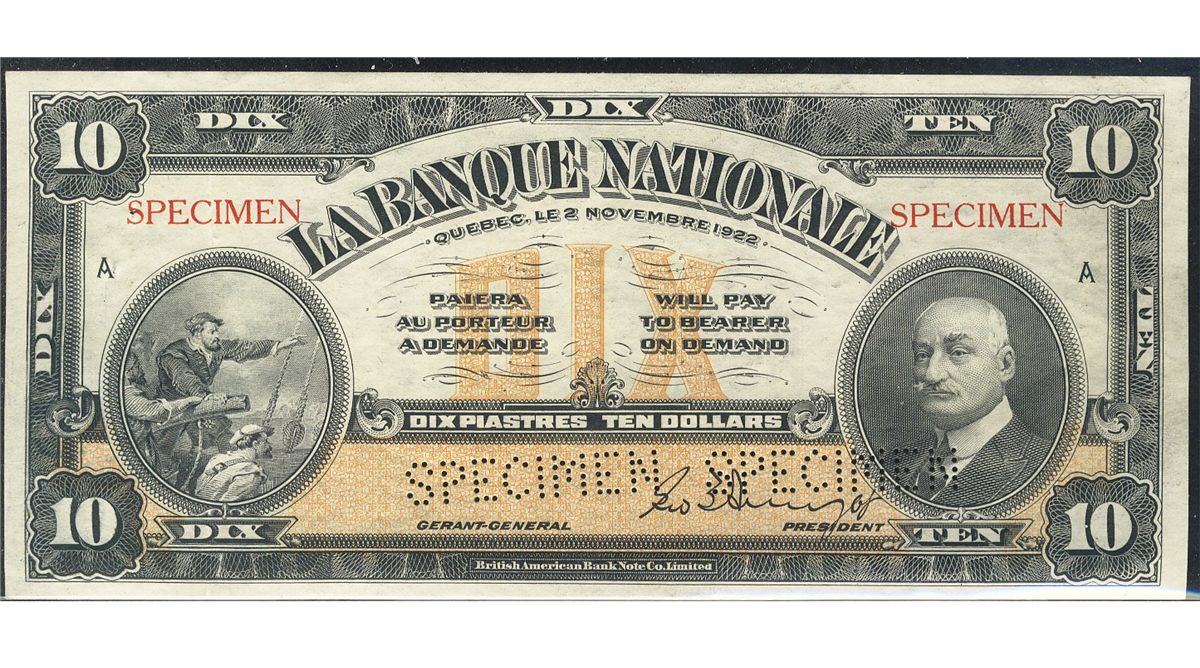 DIX
DIX TEN
10 10
LA BANQUE NATIONALE
SPECIMEN SPECIMEN
QUEBEC, LE 2 NOVEMBRE 1922
A A
DIX
PAIERA WILL PAY
AU PORTEUR TO BEARER
A DEMANDE ON DEMAND
DIX TEN
DIX PIASTRES TEN DOLLARS
SPECIMEN SPECIMEN
GERANT-GENERAL PRESIDENT
10 10
DIX TEN
British American Bank Note Co. Limited